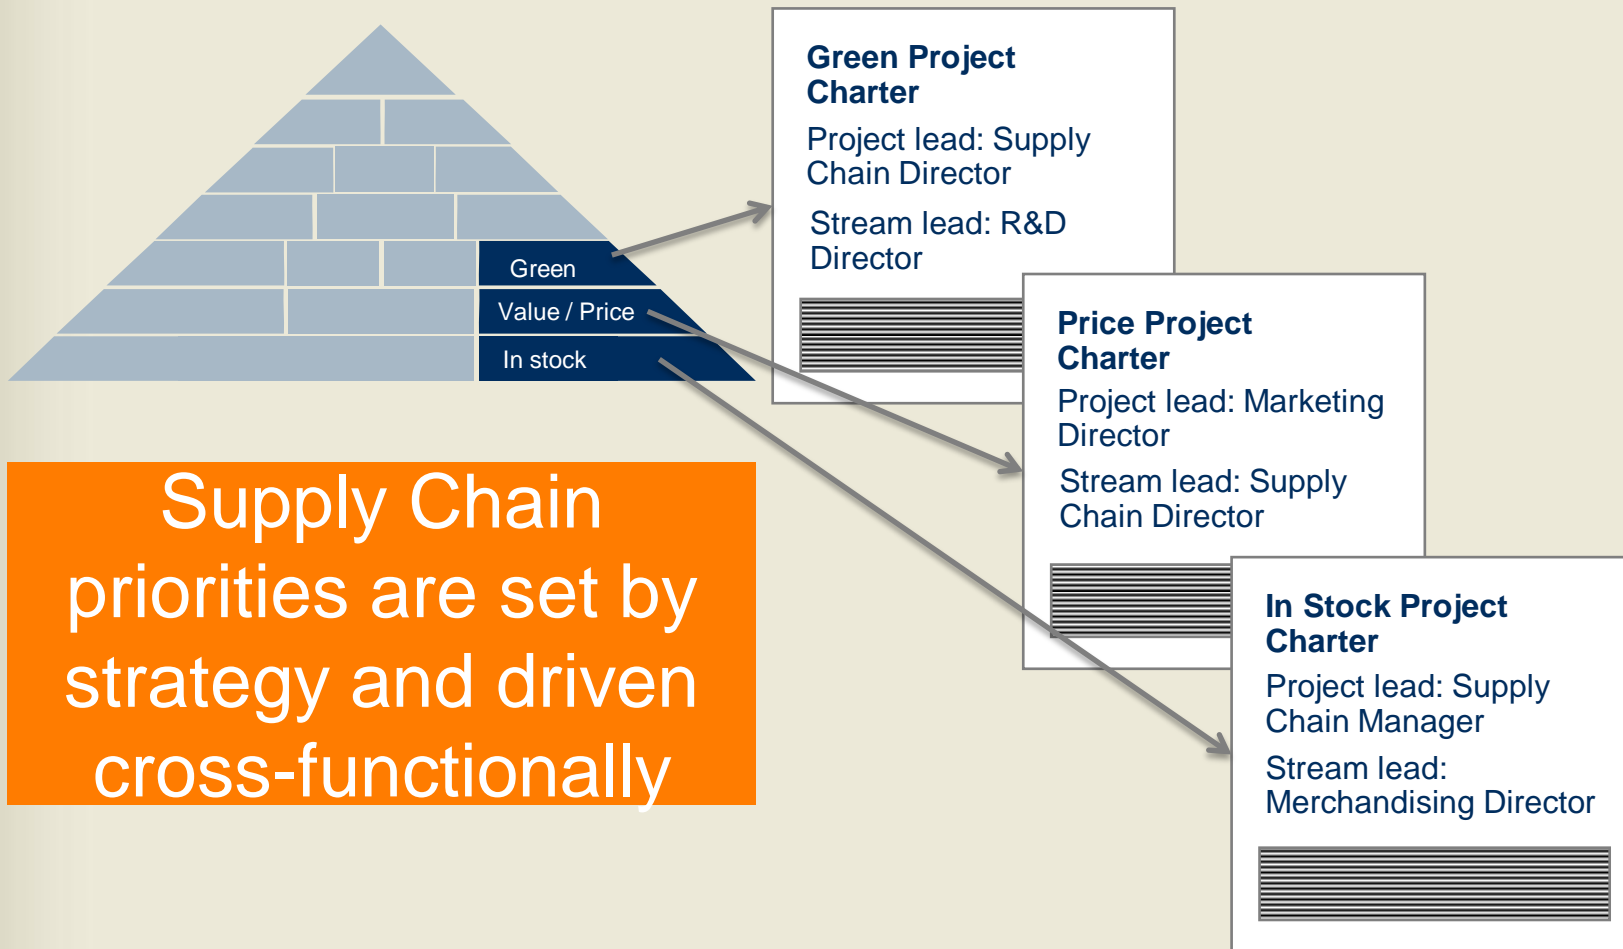 Green
Value / Price
In stock
Supply Chain
priorities are set by
strategy and driven
cross-functionally
Green Project
Charter
Project lead: Supply
Chain Director
Stream lead: R&D
Director
Price Project
Charter
Project lead: Marketing
Director
Stream lead: Supply
Chain Director
In Stock Project
Charter
Project lead: Supply
Chain Manager
Stream lead:
Merchandising Director